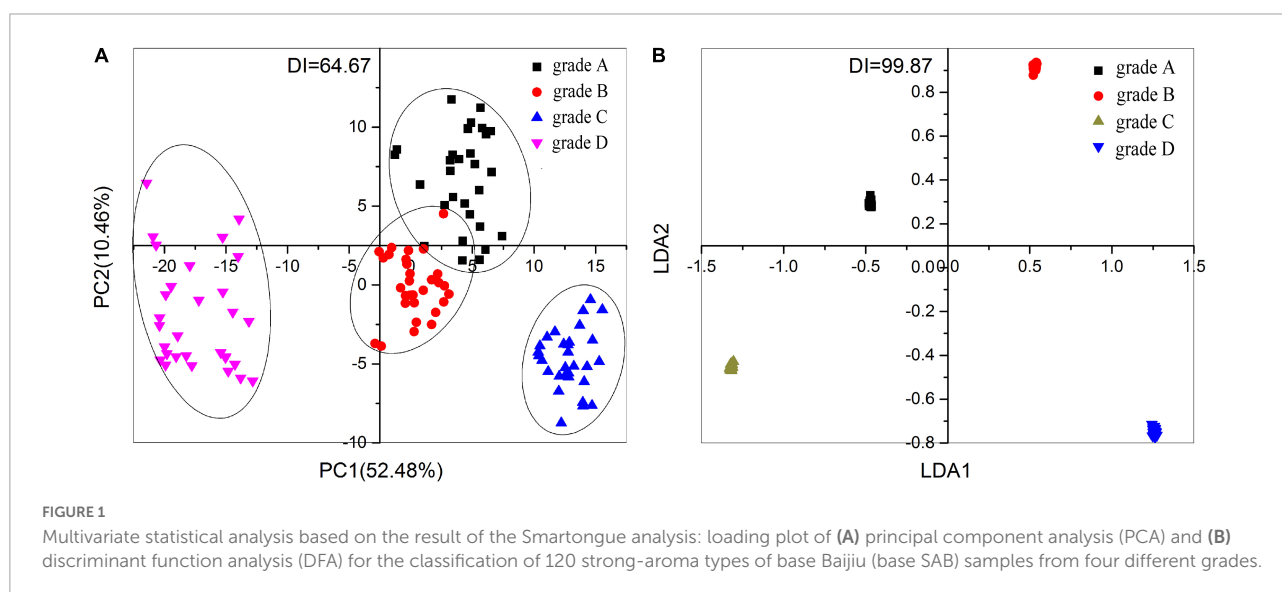 A
DI=64.67
grade A
grade B
grade C
grade D
10
5
0
-5
-10
-20
-15
-10
-5
0
5
10
15
PC2(10.46%)
PC1(52.48%)
B
DI=99.87
grade A
grade B
grade C
grade D
0.8
0.6
0.4
0.2
0.0
-0.2
-0.4
-0.6
-0.8
-1.5
-1.0
-0.5
0.0
0.5
1.0
1.5
LDA2
LDA1
FIGURE 1
Multivariate statistical analysis based on the result of the Smartongue analysis: loading plot of (A) principal component analysis (PCA) and (B)
discriminant function analysis (DFA) for the classification of 120 strong-aroma types of base Baijiu (base SAB) samples from four different grades.